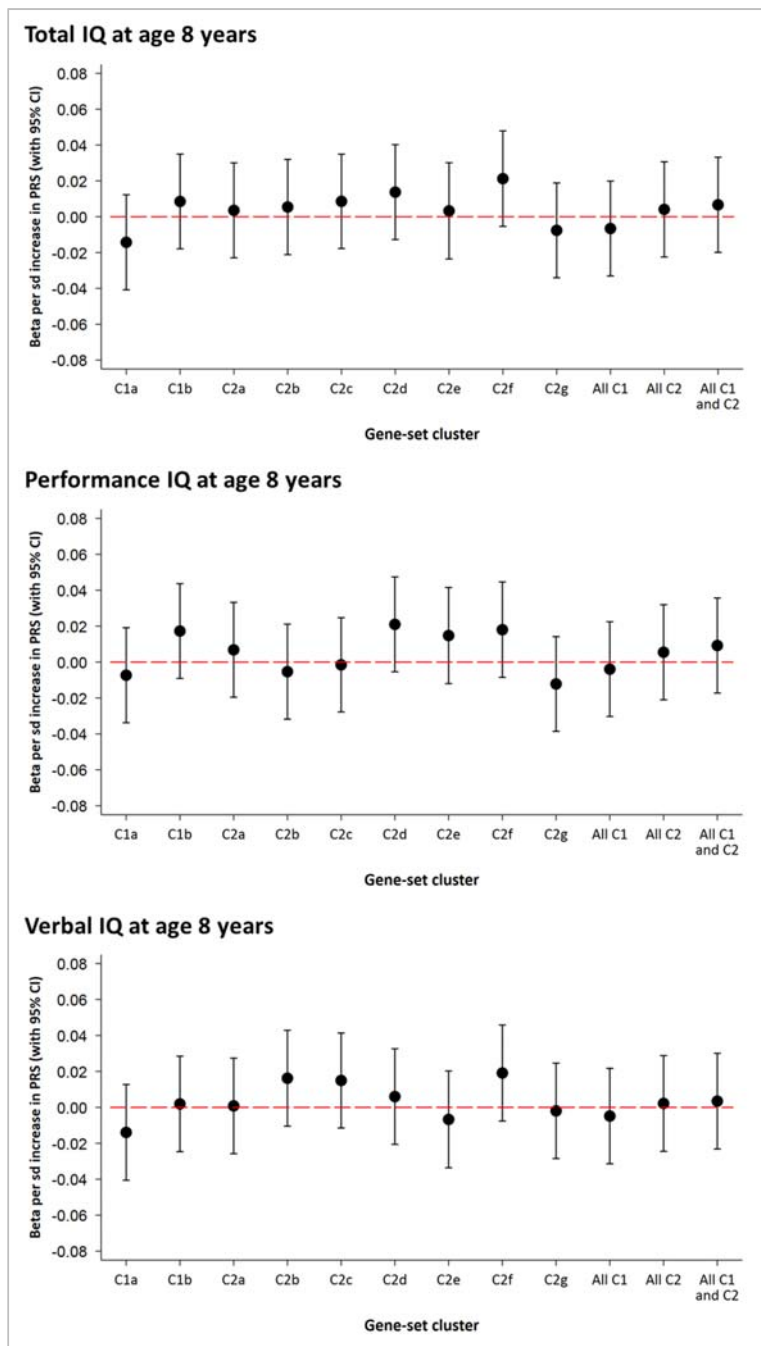 Total IQ at age 8 years
Beta per sd increase in PRS (with 95% CI)
0.08
0.06
0.04
0.02
0.00
-0.02
-0.04
-0.06
-0.08
C1a C1b C2a C2b C2c C2d C2e C2f C2g All C1 All C2 All C1
and C2
Gene-set cluster
Performance IQ at age 8 years
Beta per sd increase in PRS (with 95% CI)
0.08
0.06
0.04
0.02
0.00
-0.02
-0.04
-0.06
-0.08
C1a C1b C2a C2b C2c C2d C2e C2f C2g All C1 All C2 All C1
and C2
Gene-set cluster
Verbal IQ at age 8 years
Beta per sd increase in PRS (with 95% CI)
0.08
0.06
0.04
0.02
0.00
-0.02
-0.04
-0.06
-0.08
C1a C1b C2a C2b C2c C2d C2e C2f C2g All C1 All C2 All C1
and C2
Gene-set cluster